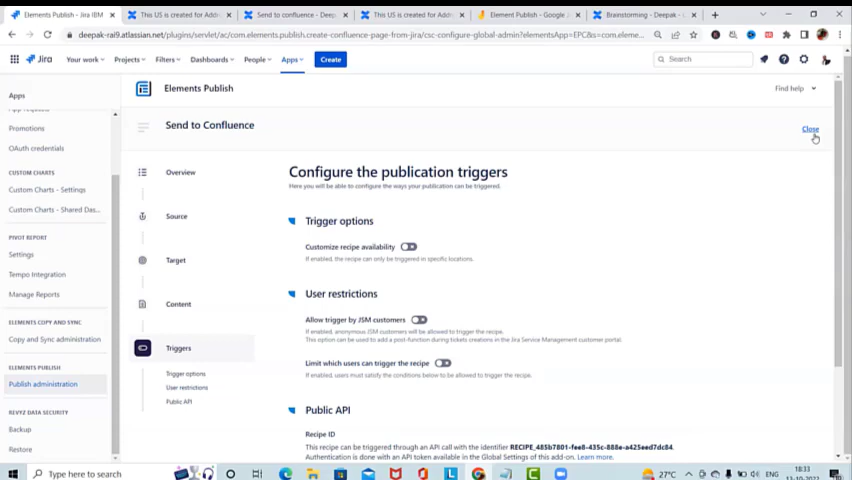 Elements Publish - Jira IBM
This US is created for Addr
Send to confluence - Deep
This US is created for Addr
Element Publish - Google
Brainstorming - Deepak - 
deepak-rai9.atlassian.net/plugins/servlet/ac/com.elements.publish.create-confluence-page-from-jira/csc-configure-global-admin?elementsApp=EPC&s=com.eleme...
Jira
Your work
Projects
Filters
Dashboards
People
Apps
Create
Search
Apps
Elements Publish
Find help
App requests
Promotions
OAuth credentials
CUSTOM CHARTS
Custom Charts - Settings
Custom Charts - Shared Das...
PIVOT REPORT
Settings
Tempo Integration
Manage Reports
ELEMENTS COPY AND SYNC
Copy and Sync administration
ELEMENTS PUBLISH
Publish administration
REVYZ DATA SECURITY
Backup
Restore
Send to Confluence
Close
Overview
Source
Target
Content
Triggers
Trigger options
User restrictions
Public API
Configure the publication triggers
Here you will be able to configure the ways your publication can be triggered.
Trigger options
Customize recipe availability
If enabled, the recipe can only be triggered in specific locations.
User restrictions
Allow trigger by JSM customers
If enabled, anonymous JSM customers will be allowed to trigger the recipe.
This option can be used to add a post-function during tickets creations in the Jira Service Management customer portal.
Limit which users can trigger the recipe
If enabled, users must satisfy the conditions below to be allowed to trigger the recipe.
Public API
Recipe ID
This recipe can be triggered through an API call with the identifier RECIPE_485b7801-fee8-435c-888e-a425eed7dc84.
Authentication is done with an API token available in the Global Settings of this add-on. Learn more.
Type here to search
27°C
ENG
18:33
13-10-2022